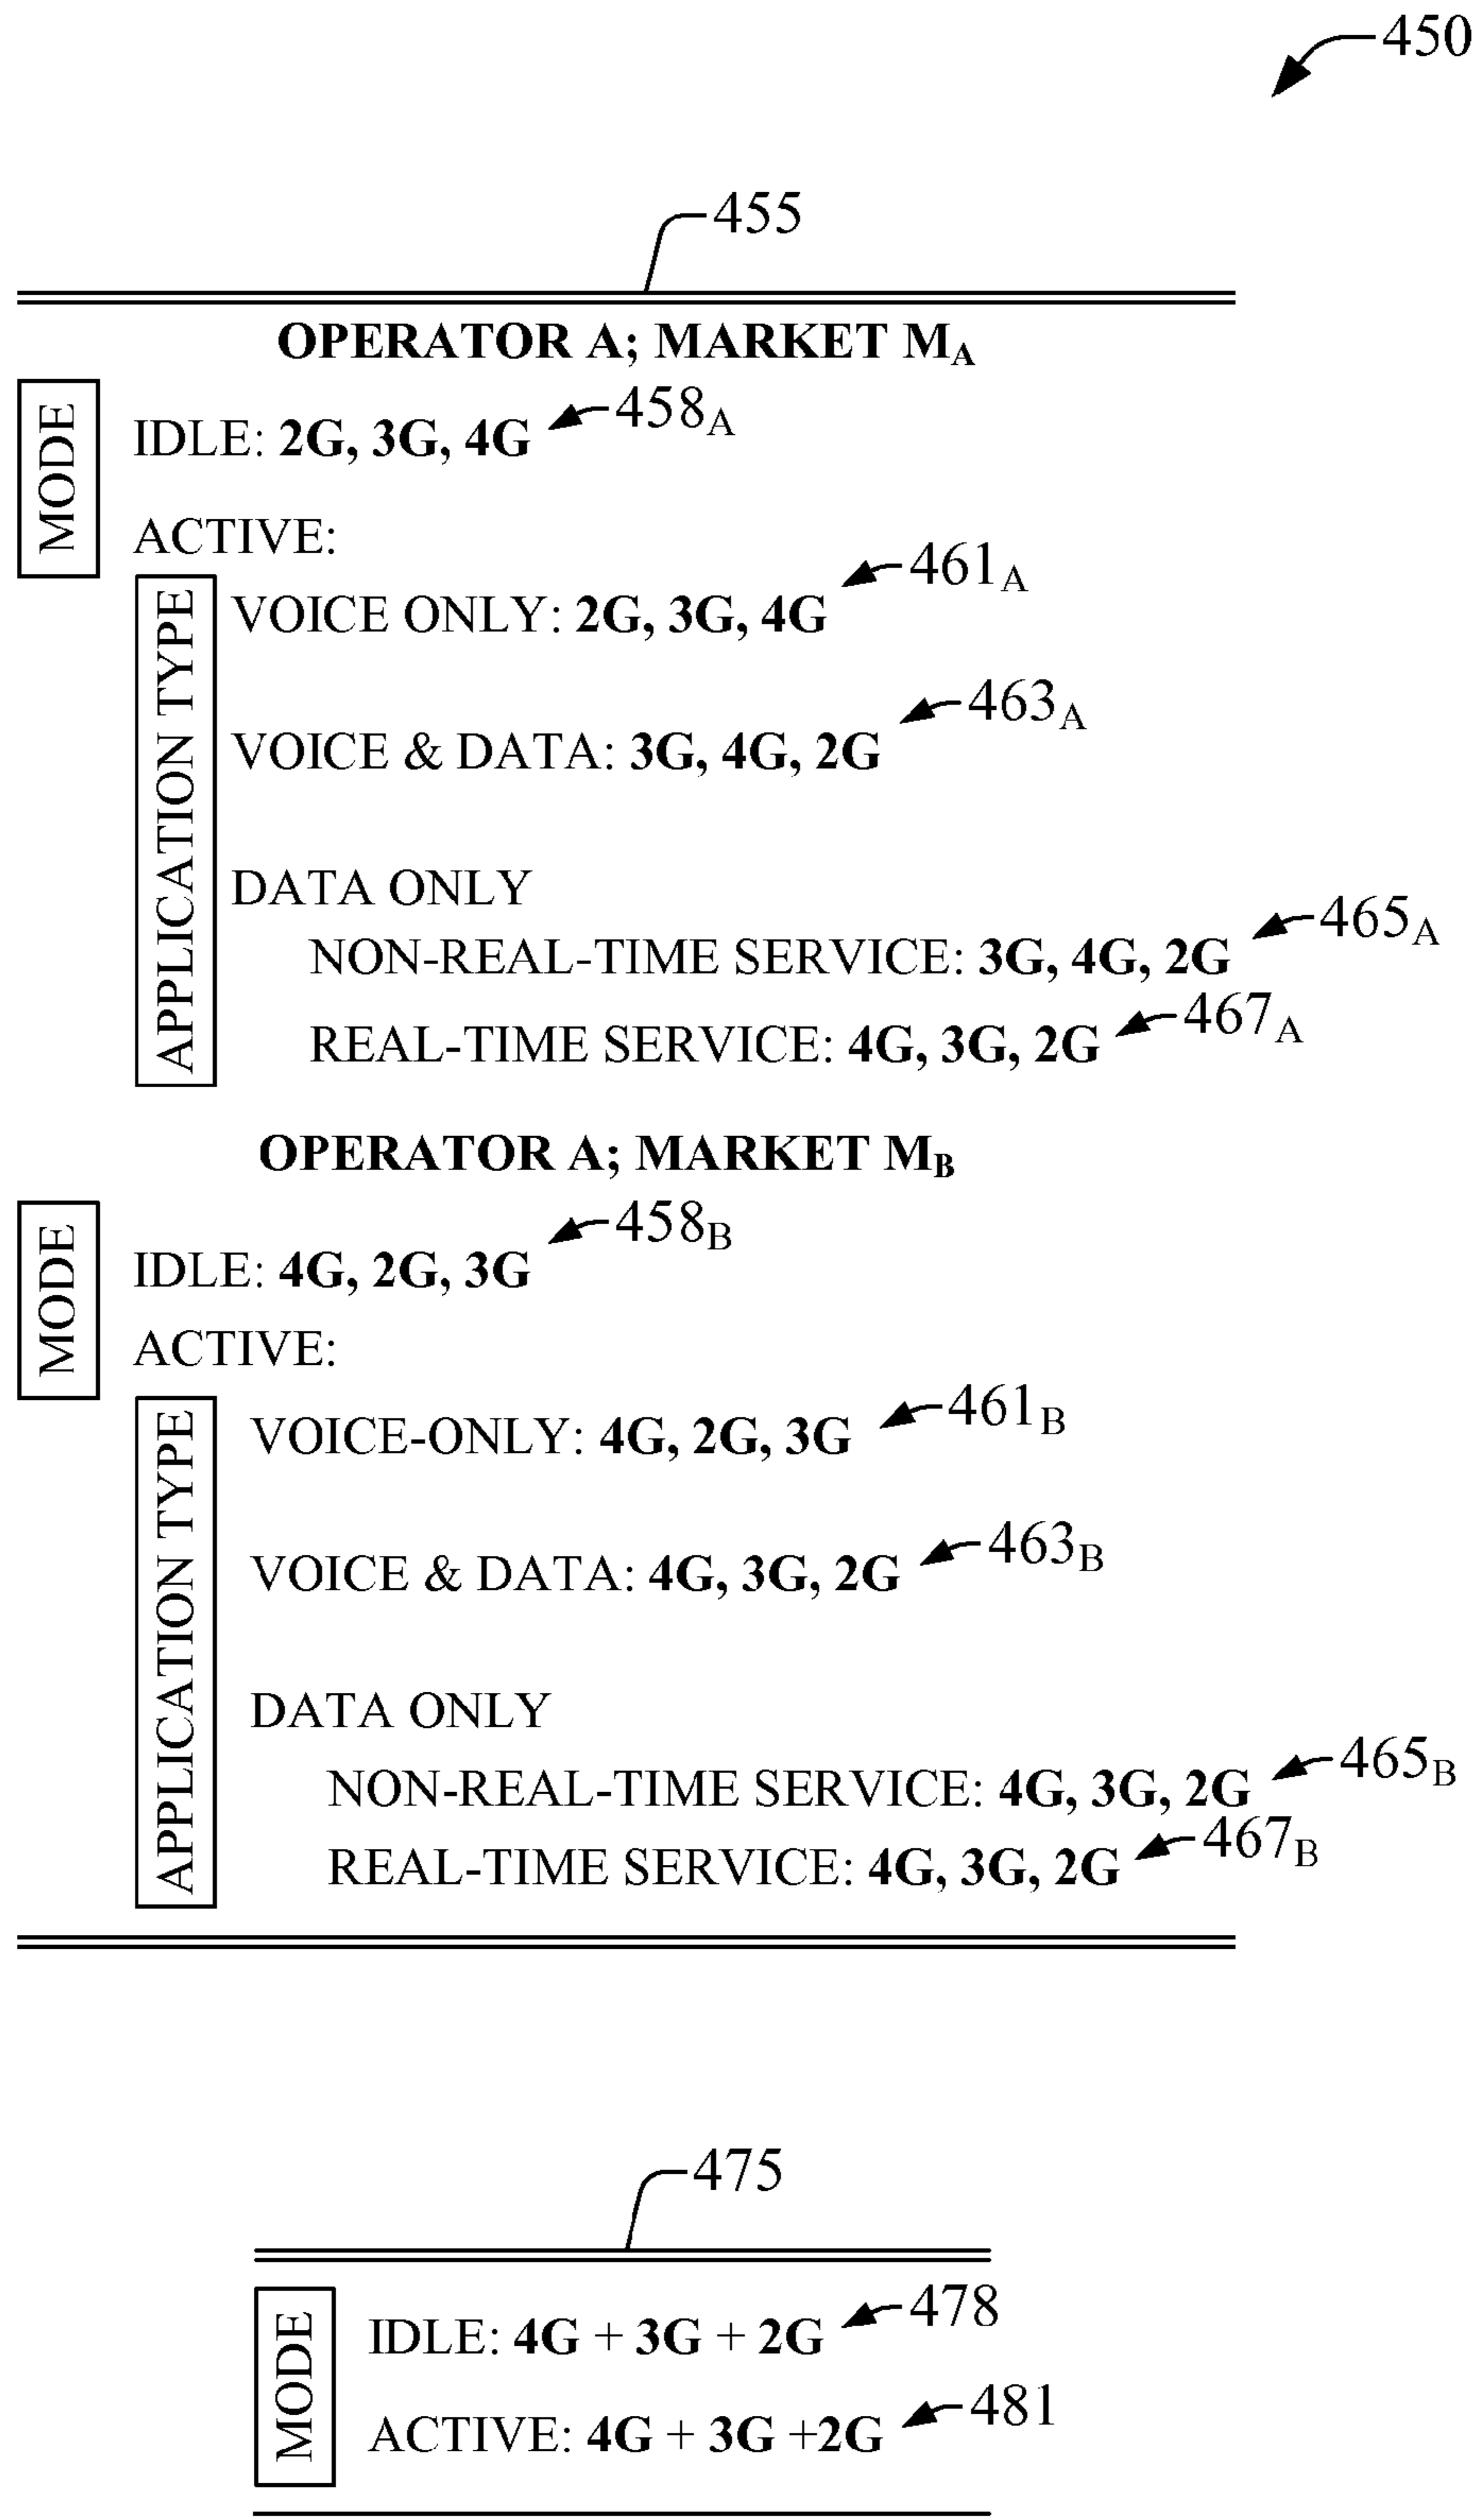 450
455
OPERATOR A; MARKET MA
MODE
IDLE: 2G, 3G, 4G
458A
ACTIVE:
APPLICATION TYPE
VOICE ONLY: 2G, 3G, 4G
461A
VOICE & DATA: 3G, 4G, 2G
463A
DATA ONLY
NON-REAL-TIME SERVICE: 3G, 4G, 2G
465A
REAL-TIME SERVICE: 4G, 3G, 2G
467A
OPERATOR A; MARKET MB
MODE
IDLE: 4G, 2G, 3G
458B
ACTIVE:
APPLICATION TYPE
VOICE-ONLY: 4G, 2G, 3G
461B
VOICE & DATA: 4G, 3G, 2G
463B
DATA ONLY
NON-REAL-TIME SERVICE: 4G, 3G, 2G
465B
REAL-TIME SERVICE: 4G, 3G, 2G
467B
475
MODE
IDLE: 4G + 3G + 2G
478
ACTIVE: 4G + 3G +2G
481